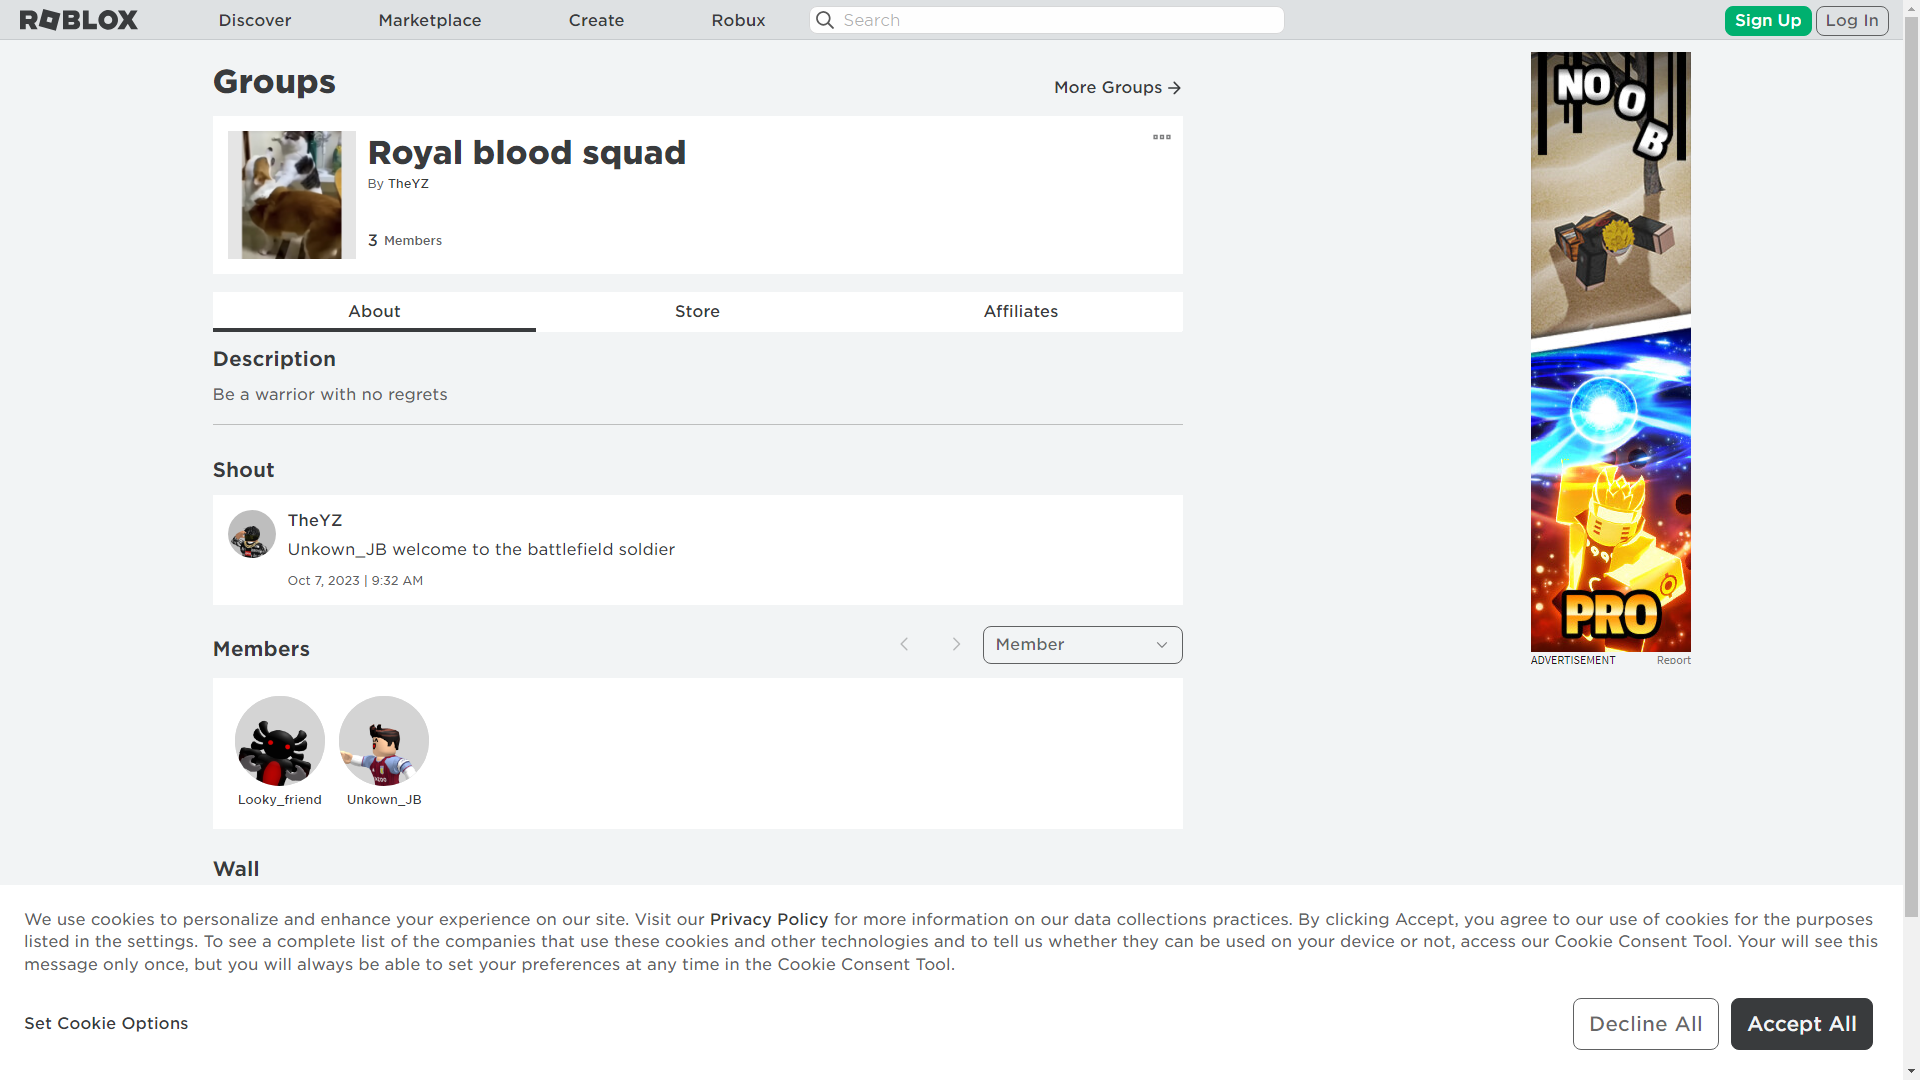 ROBLOX
Discover
Marketplace
Create
Robux
Search
Sign Up
Log In
Groups
More Groups
Royal blood squad
By TheYZ
3 Members
About
Store
Affiliates
Description
Be a warrior with no regrets
Shout
TheYZ
Unkown_JB welcome to the battlefield soldier
Oct 7, 2023 | 9:32 AM
Members
Member
Looky_friend
Unkown_JB
Wall
NOOB
PRO
ADVERTISEMENT
Report
We use cookies to personalize and enhance your experience on our site. Visit our Privacy Policy for more information on our data collections practices. By clicking Accept, you agree to our use of cookies for the purposes
listed in the settings. To see a complete list of the companies that use these cookies and other technologies and to tell us whether they can be used on your device or not, access our Cookie Consent Tool. Your will see this
message only once, but you will always be able to set your preferences at any time in the Cookie Consent Tool.
Set Cookie Options
Decline All
Accept All